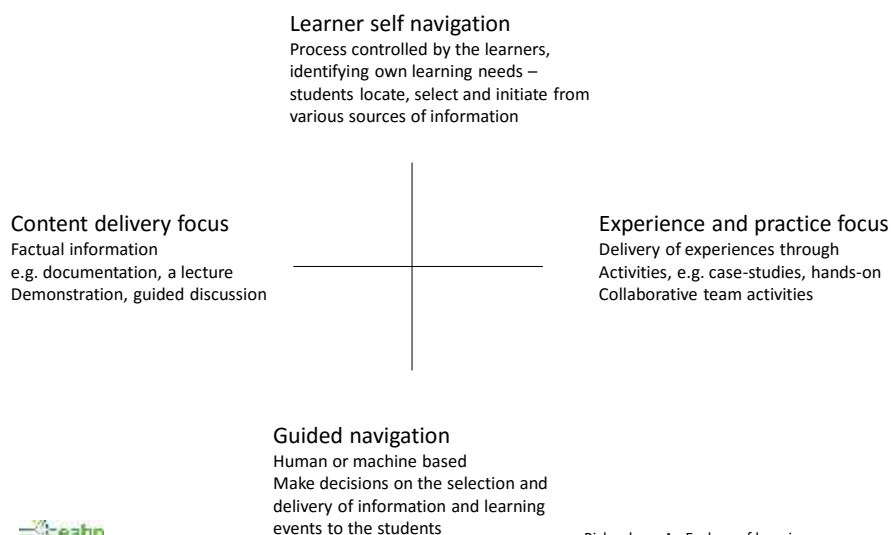 Learner self navigation
Process controlled by the learners,
identifying own learning needs –
students locate, select and initiate from
various sources of information
Content delivery focus
Factual information
e.g. documentation, a lecture
Demonstration, guided discussion
Experience and practice focus
Delivery of experiences through
Activities, e.g. case-studies, hands-on
Collaborative team activities
Guided navigation
Human or machine based
Make decisions on the selection and
delivery of information and learning
events to the students
eahp